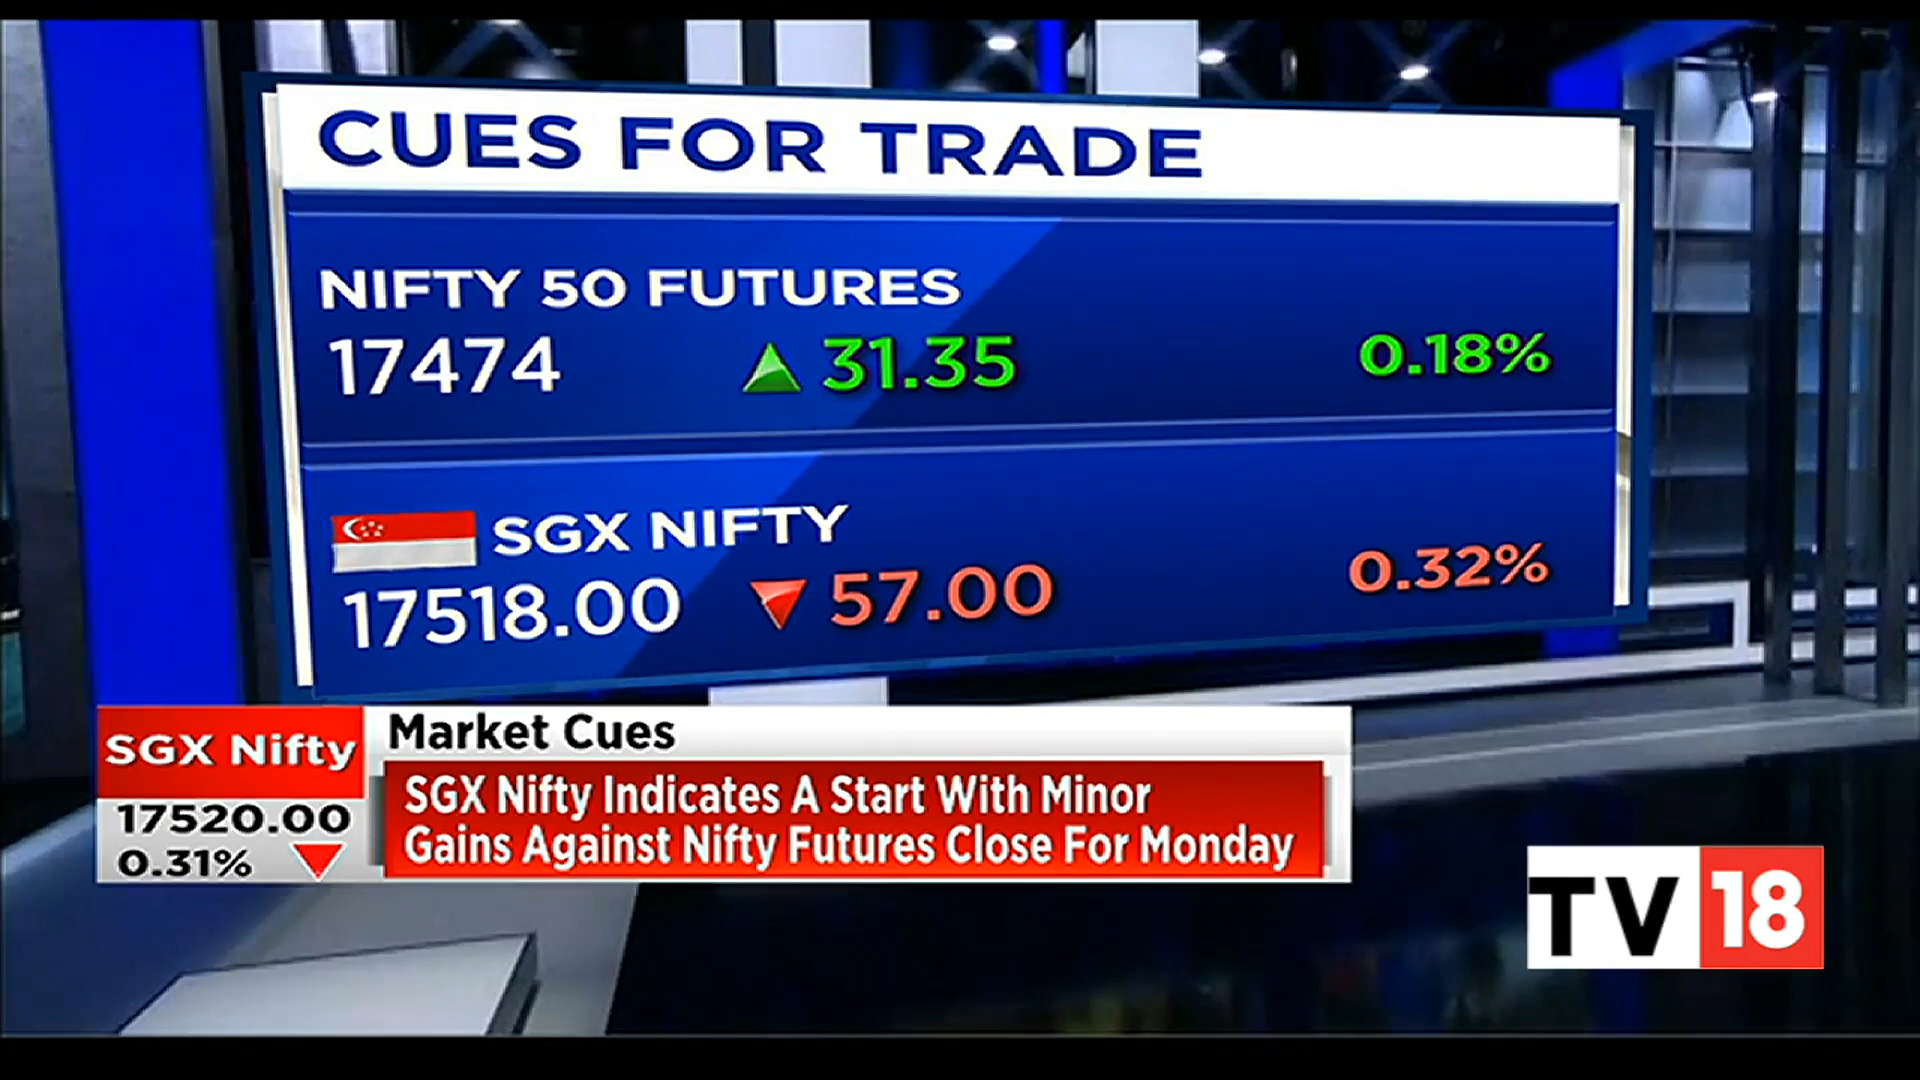 CUES FOR TRADE
NIFTY 50 FUTURES
17474 ▲ 31.35 0.18%
SGX NIFTY
17518.00 ▼ 57.00 0.32%
SGX Nifty
17520.00
0.31% ▼
Market Cues
SGX Nifty Indicates A Start With Minor
Gains Against Nifty Futures Close For Monday
TV18